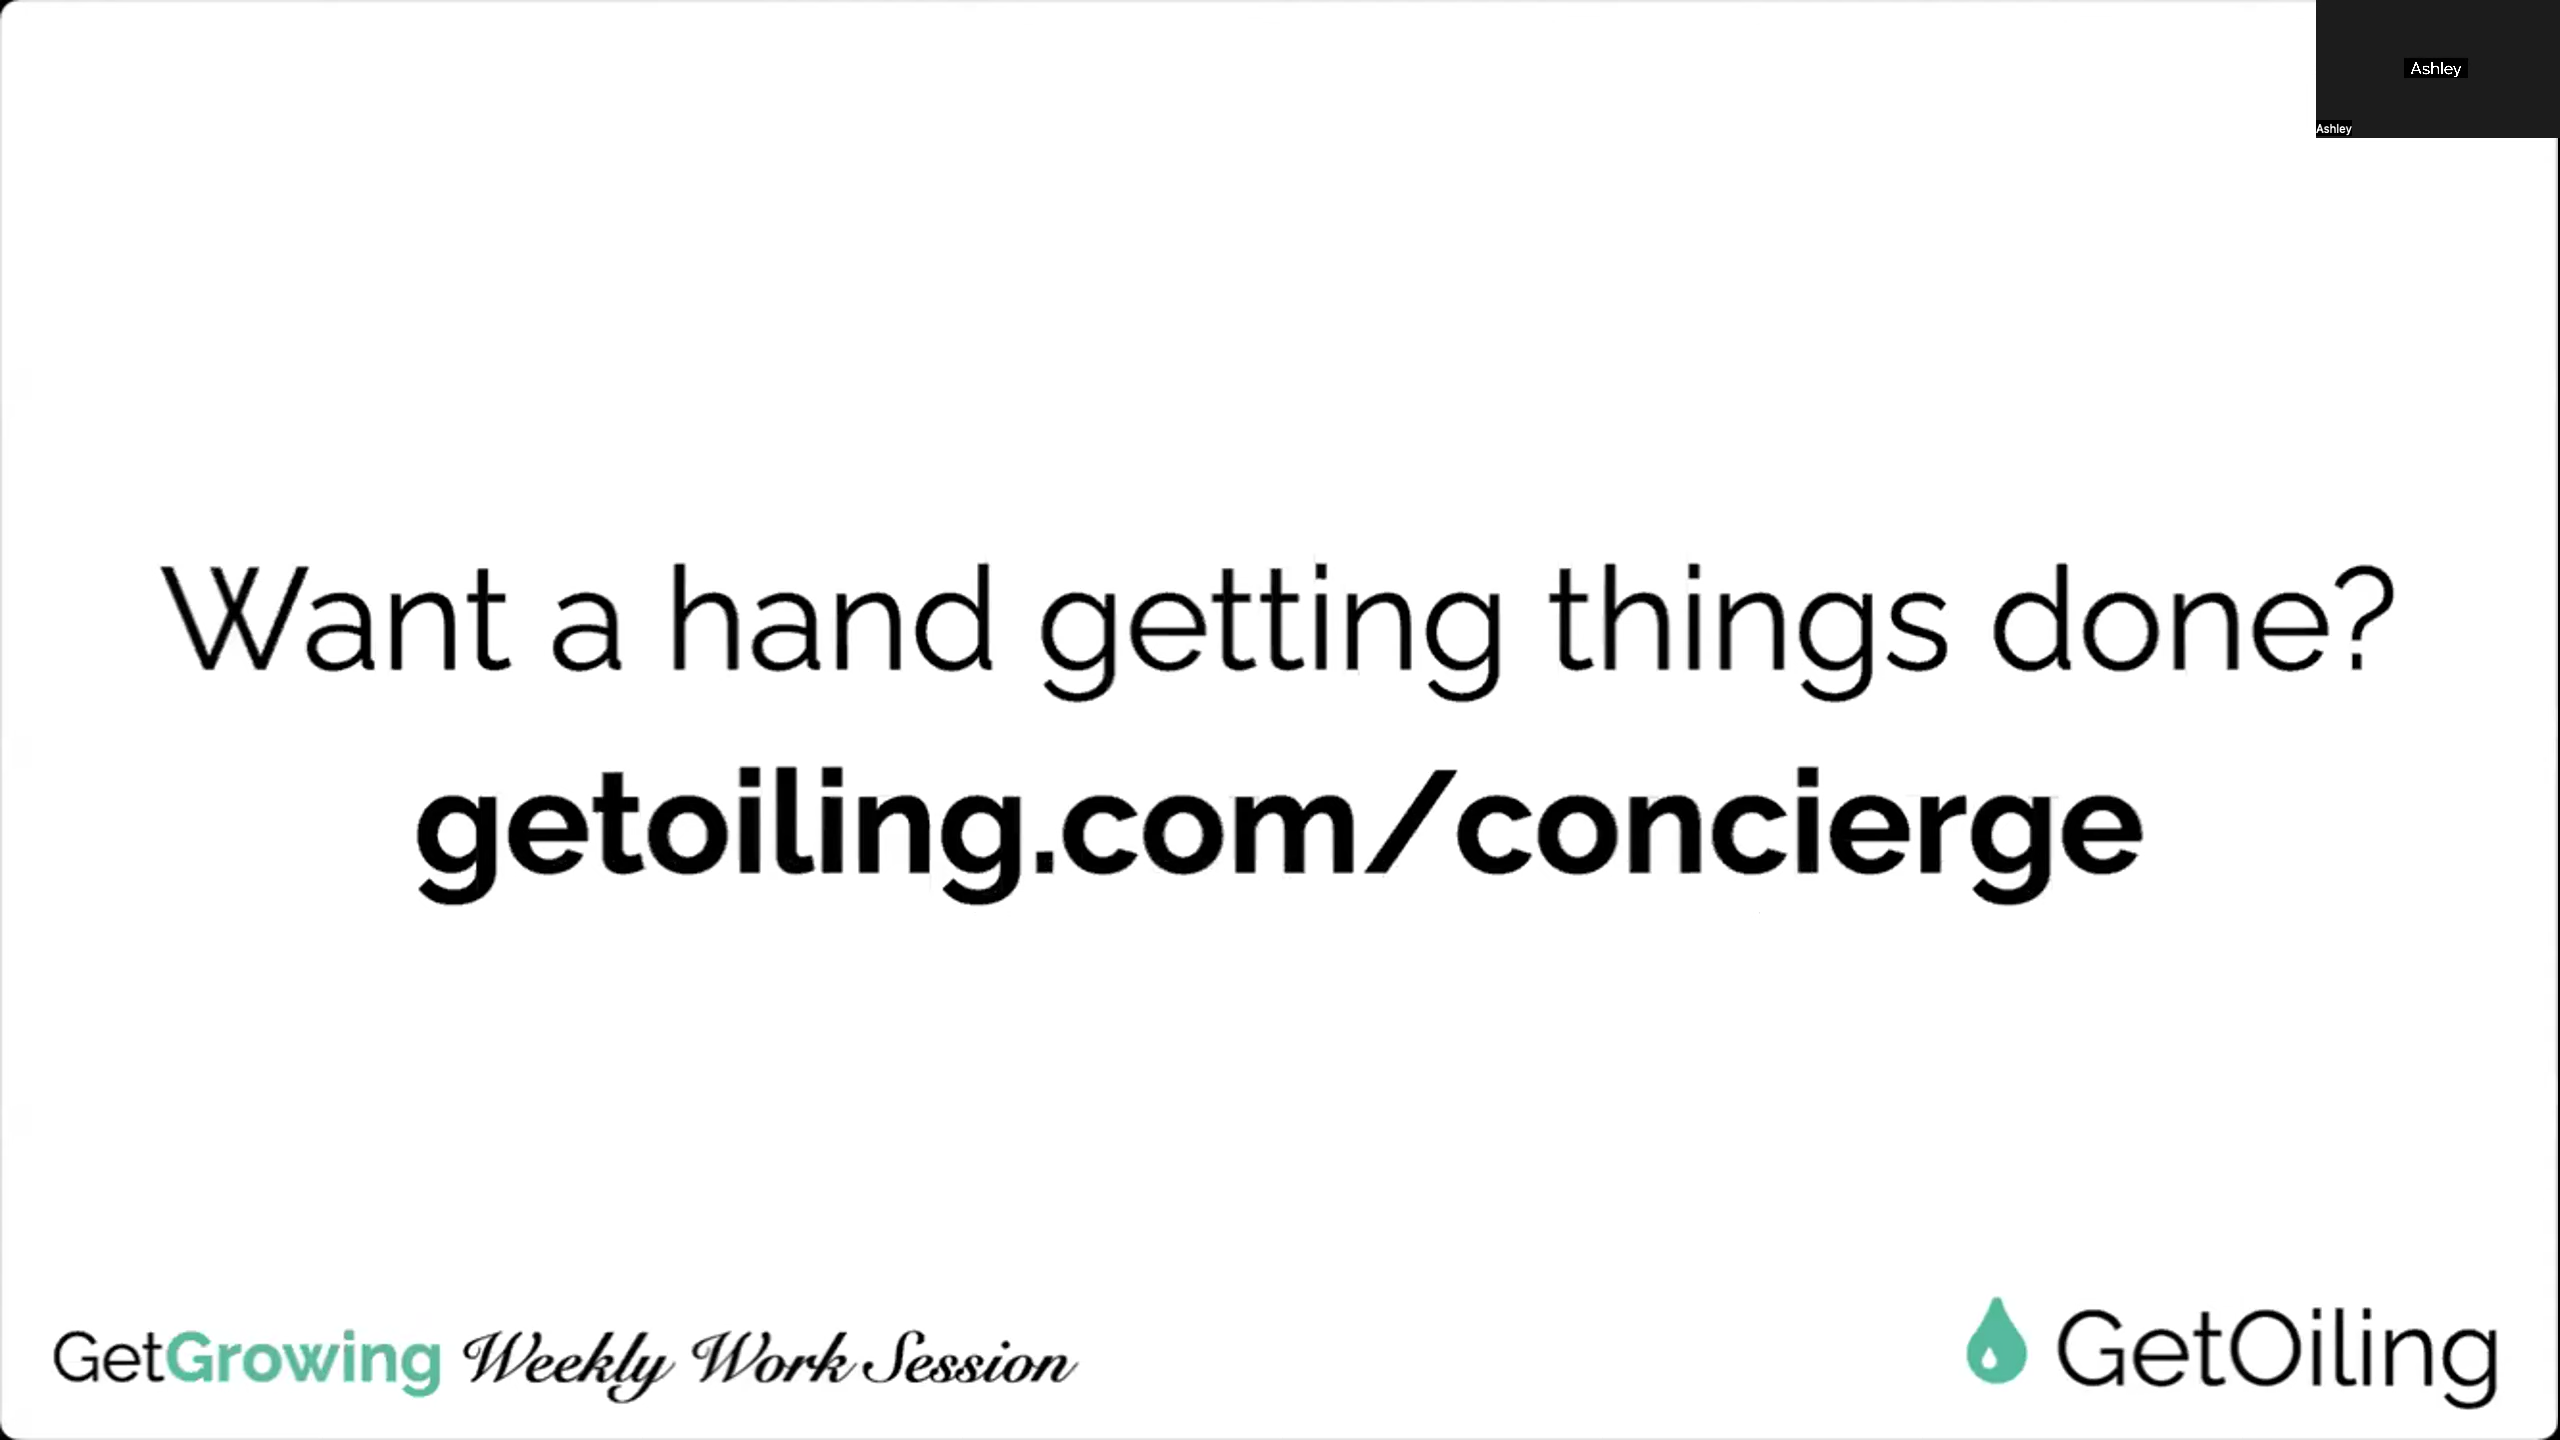 Ashley
Ashley
Want a hand getting things done?
getoiling.com/concierge
GetGrowing Weekly Work Session
GetOiling